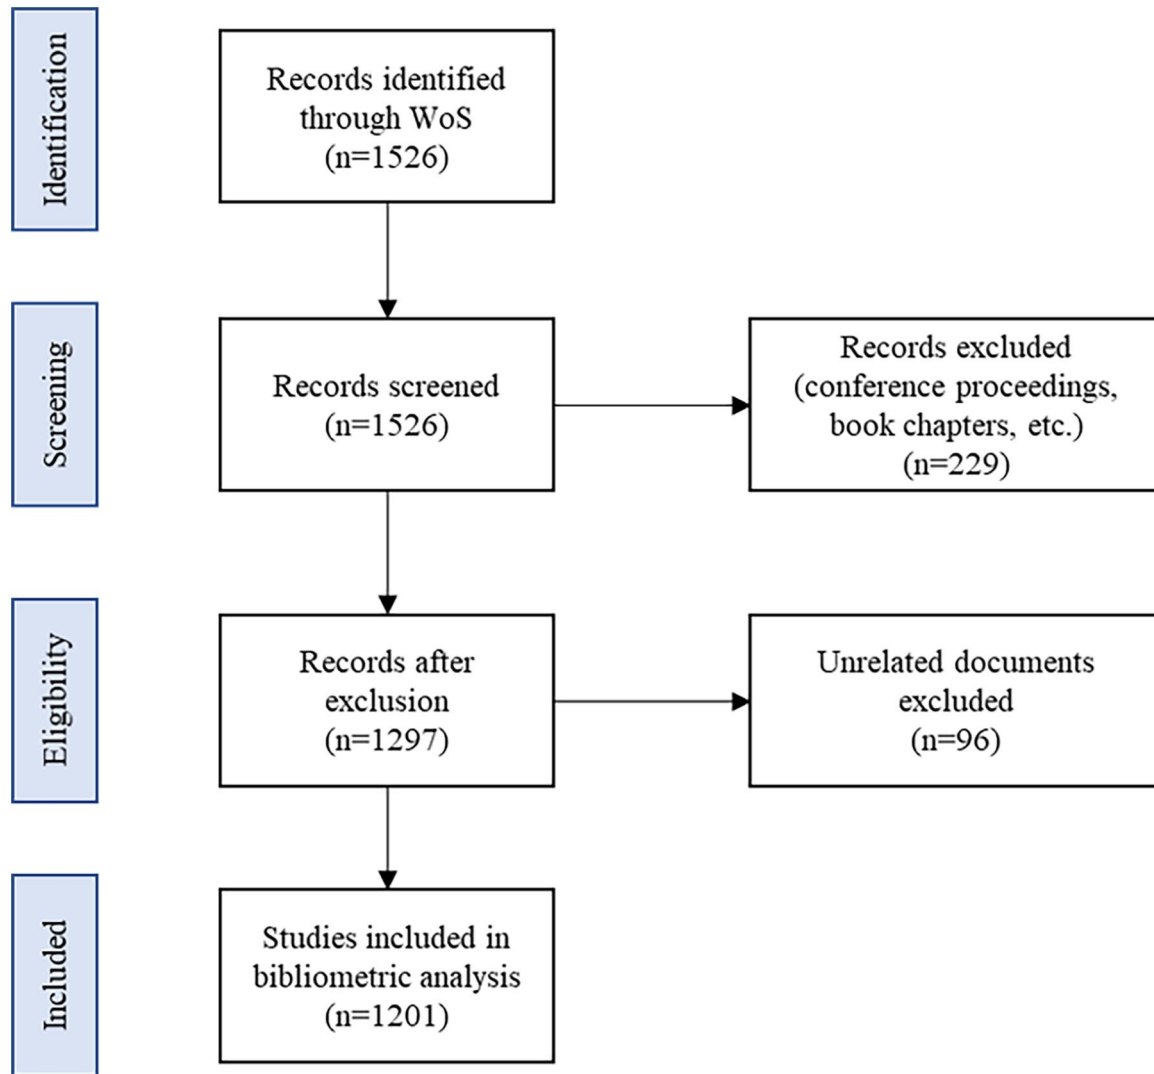 Identification
Records identified
through WoS
(n=1526)
Screening
Records screened
(n=1526)
Records excluded
(conference proceedings,
book chapters, etc.)
(n=229)
Eligibility
Records after
exclusion
(n=1297)
Unrelated documents
excluded
(n=96)
Included
Studies included in
bibliometric analysis
(n=1201)